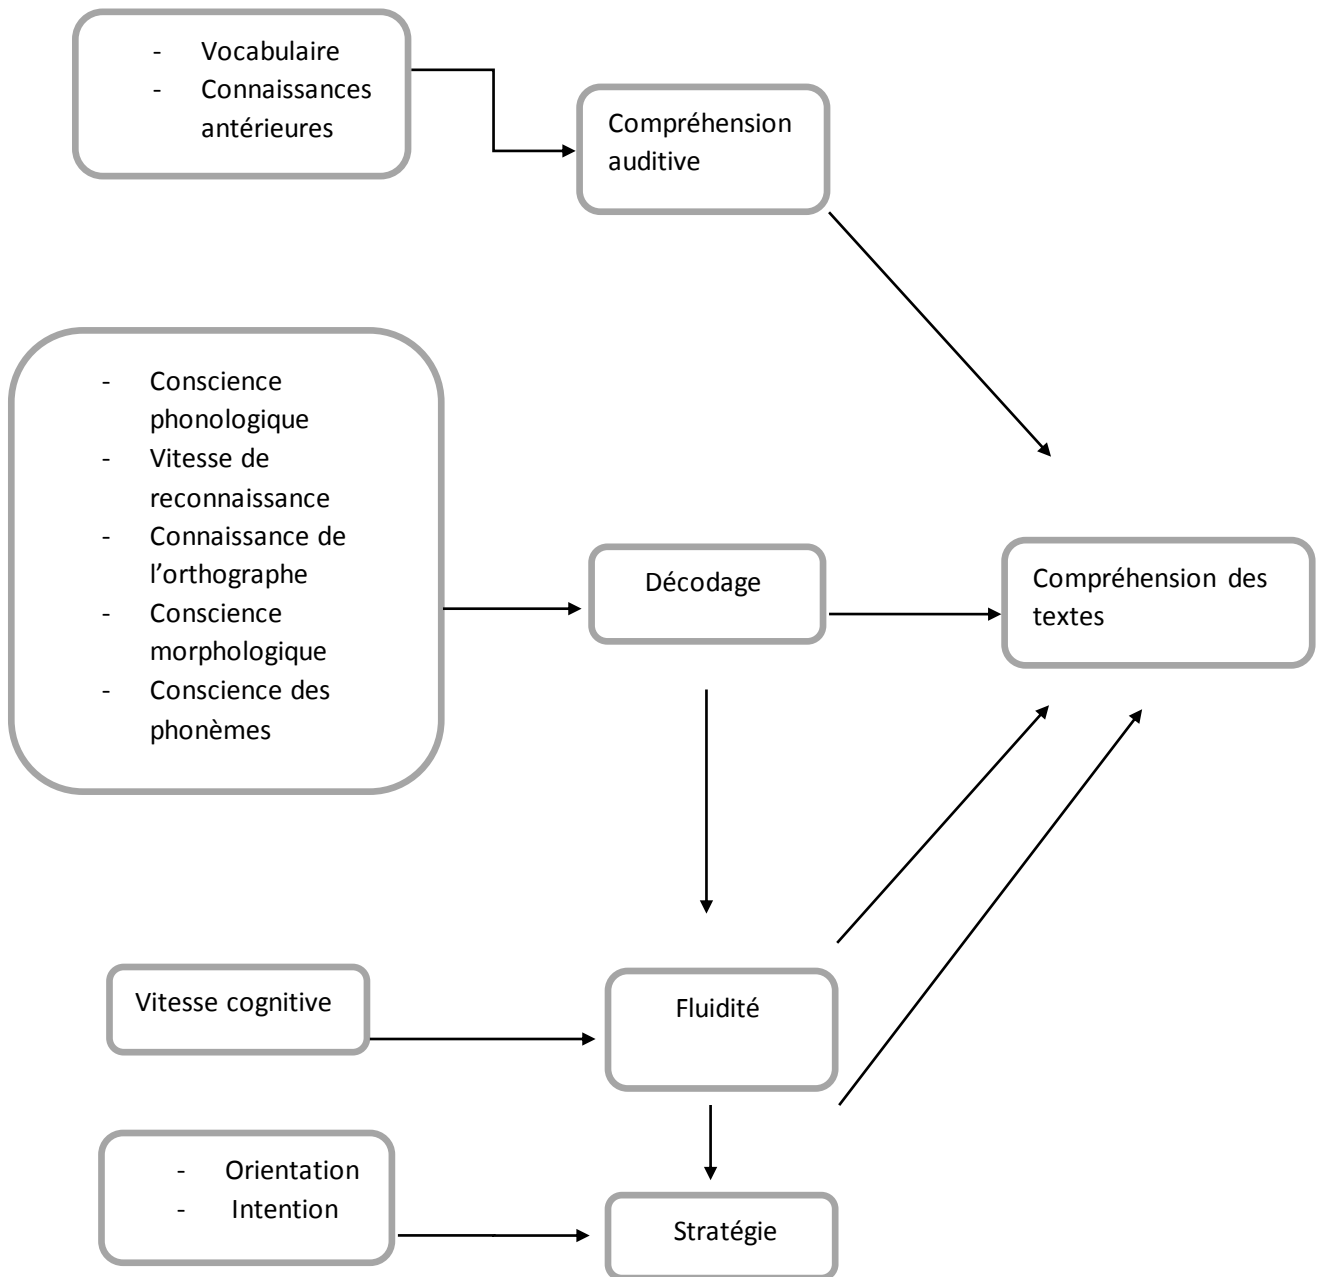 - Vocabulaire
- Connaissances
antérieures
Compréhension
auditive
- Conscience
phonologique
- Vitesse de
reconnaissance
- Connaissance de
l’orthographe
- Conscience
morphologique
- Conscience des
phonèmes
Décodage
Compréhension des
textes
Vitesse cognitive
Fluidité
- Orientation
- Intention
Stratégie